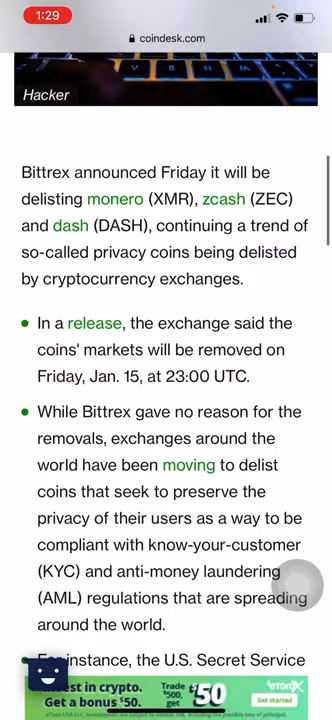 1:29
coindesk.com
V B N M
Hacker
Bittrex announced Friday it will be
delisting monero (XMR), zcash (ZEC)
and dash (DASH), continuing a trend of
so-called privacy coins being delisted
by cryptocurrency exchanges.
In a release, the exchange said the
coins' markets will be removed on
Friday, Jan. 15, at 23:00 UTC.
While Bittrex gave no reason for the
removals, exchanges around the
world have been moving to delist
coins that seek to preserve the
privacy of their users as a way to be
compliant with know-your-customer
(KYC) and anti-money laundering
(AML) regulations that are spreading
around the world.
For instance, the U.S. Secret Service
est in crypto.
Get a bonus $50.
Trade $500, get
$50
eToro
Get started